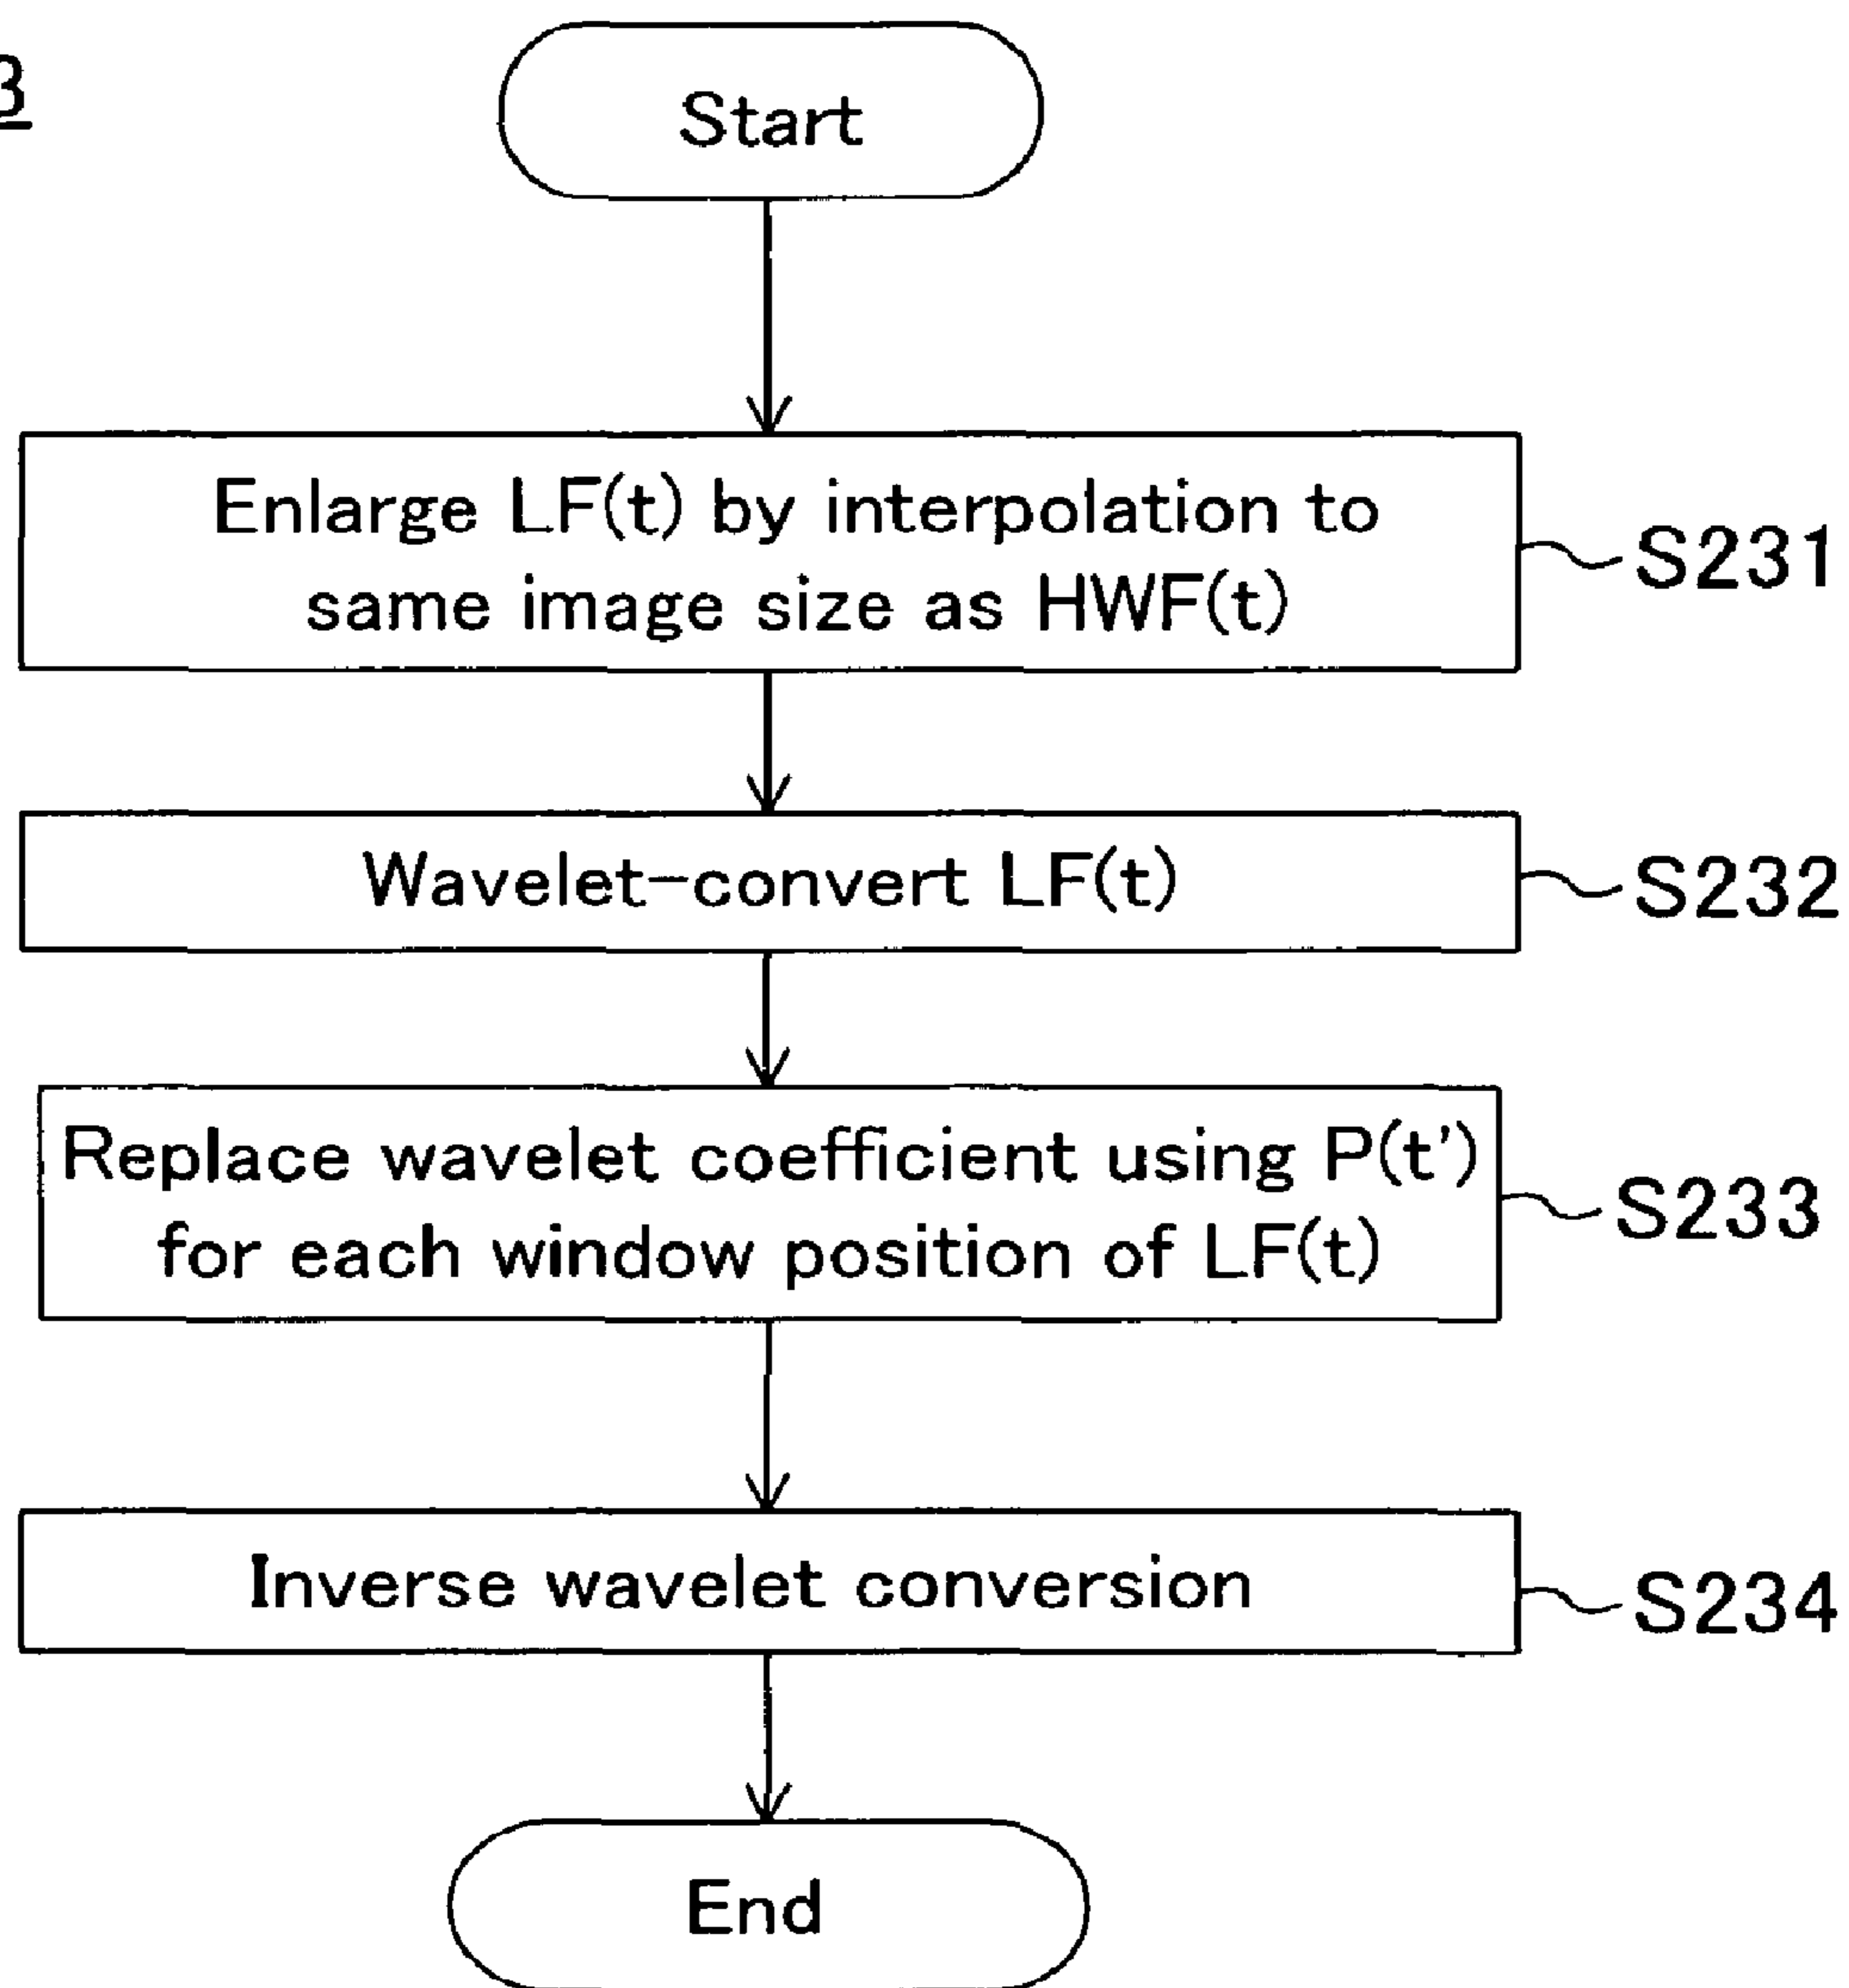 3
Start
Enlarge LF(t) by interpolation to
same image size as HWF(t)
S231
Wavelet-convert LF(t)
S232
Replace wavelet coefficient using P(t')
for each window position of LF(t)
S233
Inverse wavelet conversion
S234
End